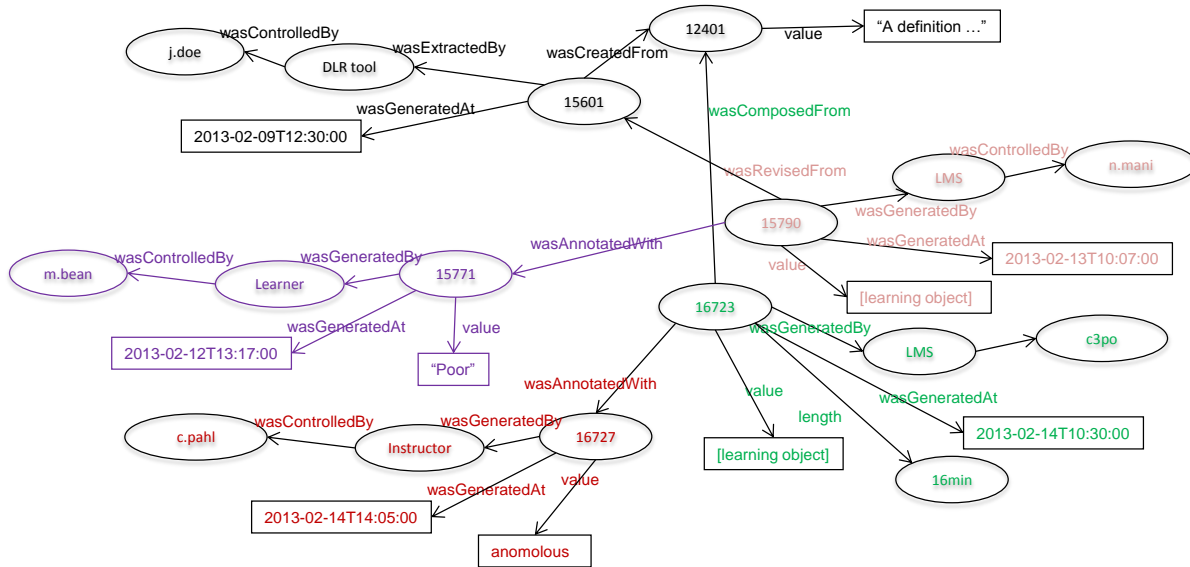 12401
“A definition …”
value
wasControlledBy
j.doe
wasExtractedBy
wasCreatedFrom
DLR tool
15601
wasGeneratedAt
2013-02-09T12:30:00
wasComposedFrom
wasControlledBy
n.mani
LMS
wasRevisedFrom
wasGeneratedBy
15790
wasGeneratedAt
2013-02-13T10:07:00
value
[learning object]
wasAnnotatedWith
wasControlledBy
wasGeneratedBy
m.bean
Learner
15771
wasGeneratedAt
value
2013-02-12T13:17:00
“Poor”
16723
wasGeneratedBy
LMS
c3po
wasAnnotatedWith
value
length
wasGeneratedAt
2013-02-14T10:30:00
[learning object]
16min
wasControlledBy
wasGeneratedBy
c.pahl
Instructor
16727
wasGeneratedAt
value
2013-02-14T14:05:00
anomolous